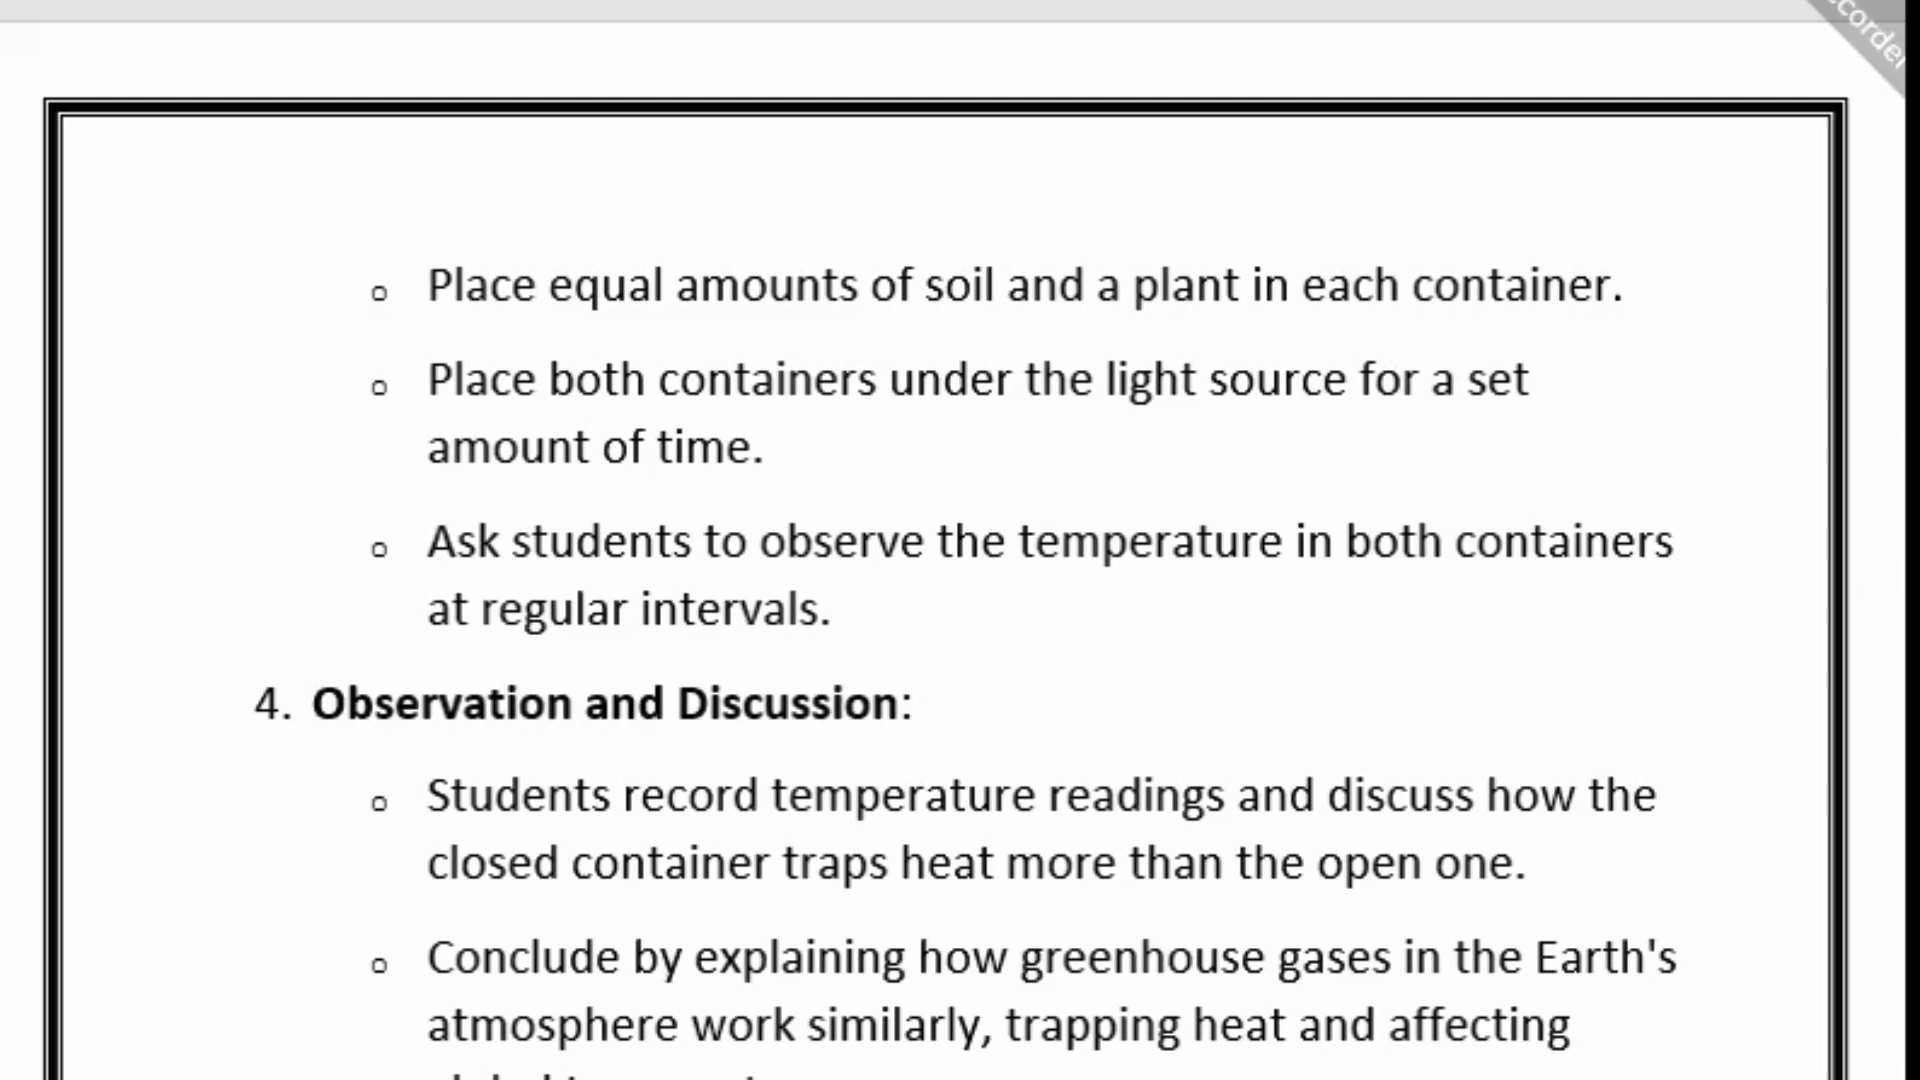 corder
Place equal amounts of soil and a plant in each container.
Place both containers under the light source for a set
amount of time.
Ask students to observe the temperature in both containers
at regular intervals.
4. Observation and Discussion:
Students record temperature readings and discuss how the
closed container traps heat more than the open one.
Conclude by explaining how greenhouse gases in the Earth's
atmosphere work similarly, trapping heat and affecting